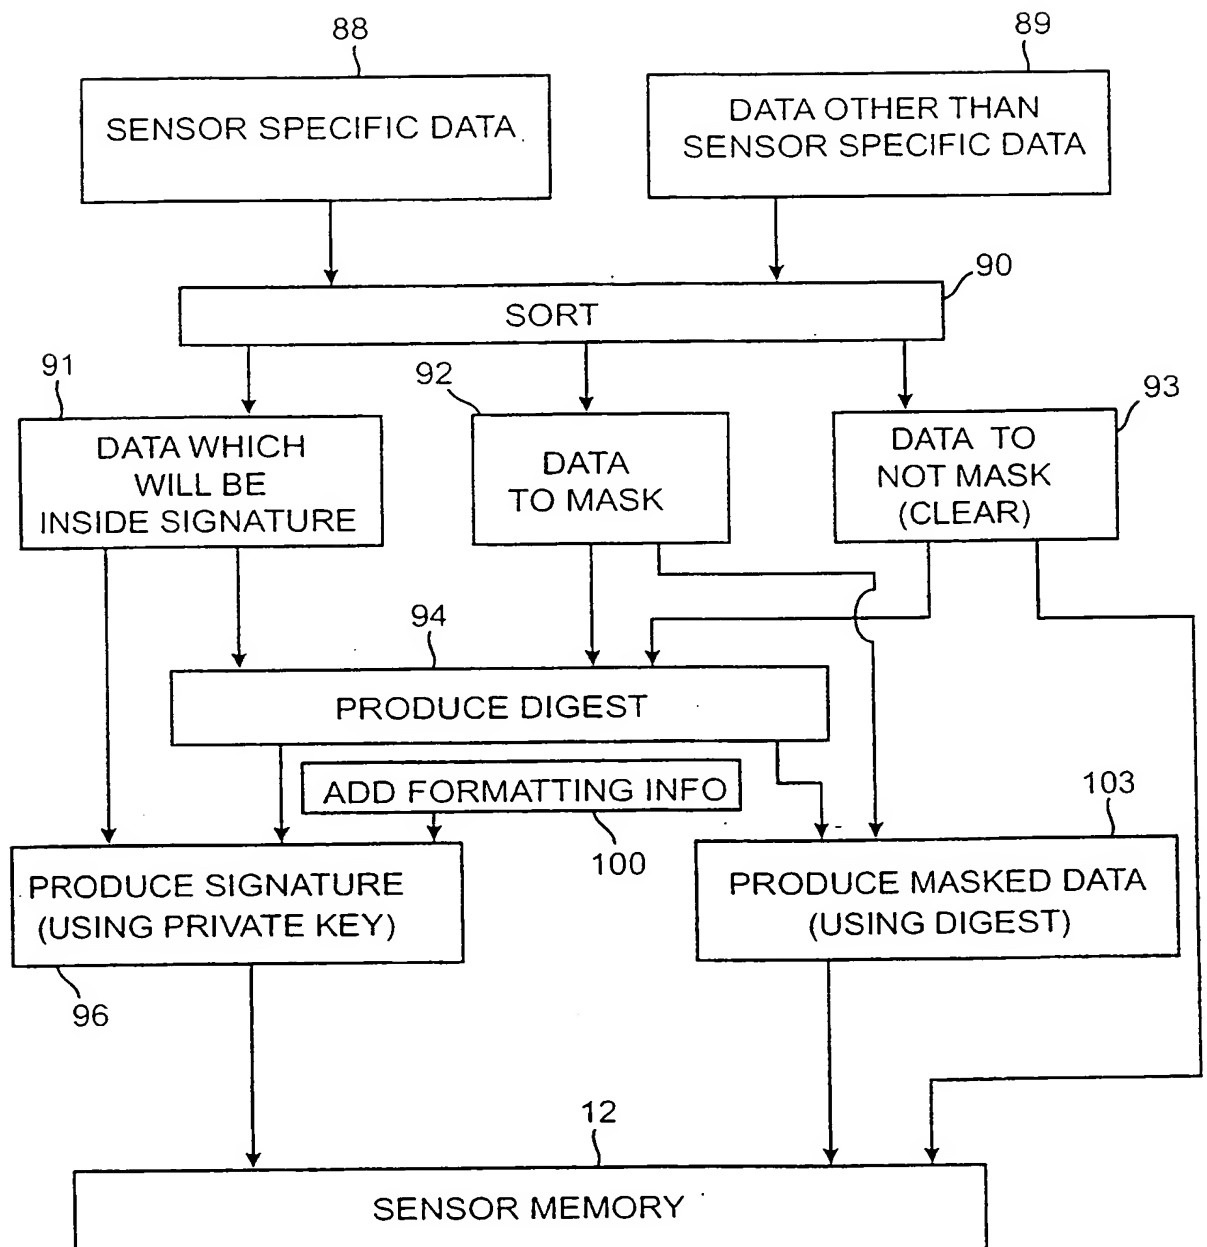 88
89
SENSOR SPECIFIC DATA
DATA OTHER THAN
SENSOR SPECIFIC DATA
90
SORT
91
92
93
DATA WHICH
WILL BE
INSIDE SIGNATURE
DATA
TO MASK
DATA TO
NOT MASK
(CLEAR)
94
PRODUCE DIGEST
ADD FORMATTING INFO
100
103
PRODUCE SIGNATURE
(USING PRIVATE KEY)
PRODUCE MASKED DATA
(USING DIGEST)
96
12
SENSOR MEMORY